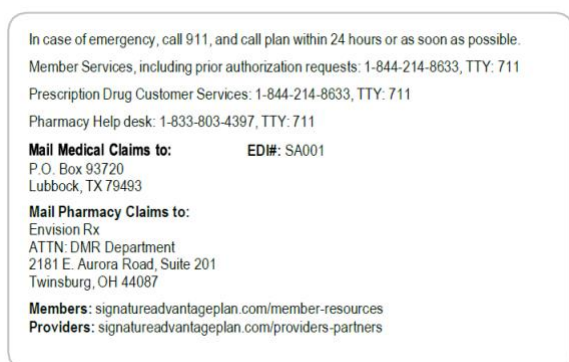 In case of emergency, call 911, and call plan within 24 hours or as soon as possible.
Member Services, including prior authorization requests: 1-844-214-8633, TTY: 711
Prescription Drug Customer Services: 1-844-214-8633, TTY: 711
Pharmacy Help desk: 1-833-803-4397, TTY: 711
Mail Medical Claims to: EDI#: SA001
P.O. Box 93720
Lubbock, TX 79493
Mail Pharmacy Claims to:
Envision Rx
ATTN: DMR Department
2181 E. Aurora Road, Suite 201
Twinsburg, OH 44087
Members: signatureadvantageplan.com/member-resources
Providers: signatureadvantageplan.com/providers-partners